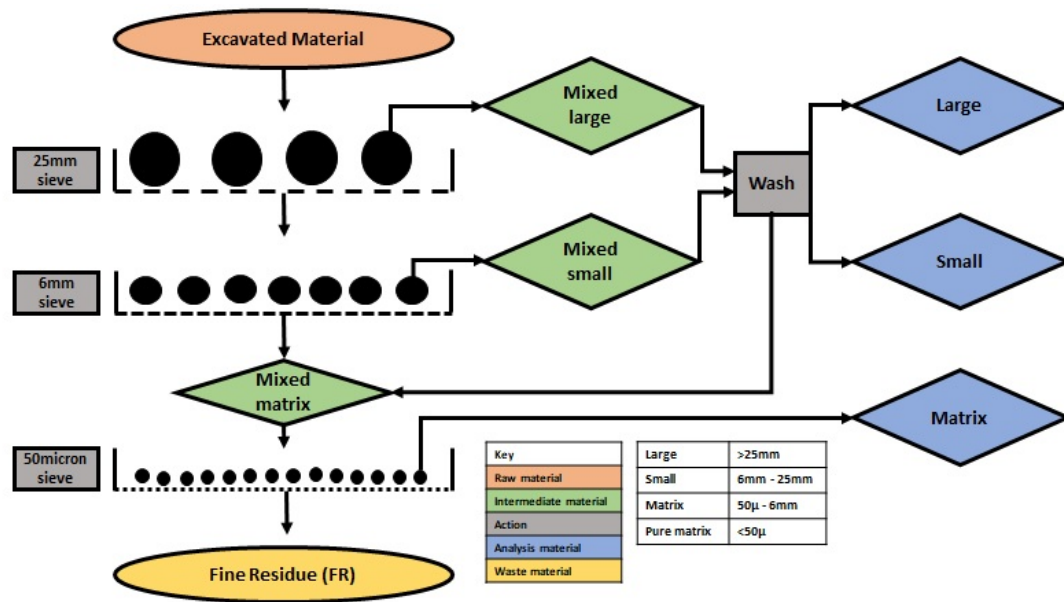 Excavated Material
Mixed
large
Large
25mm
sieve
Wash
Mixed
small
Small
6mm
sieve
Mixed
matrix
Matrix
50micron
sieve
Key
Raw material
Intermediate material
Action
Analysis material
Waste material
Large >25mm
Small 6mm - 25mm
Matrix 50µ - 6mm
Pure matrix <50µ
Fine Residue (FR)